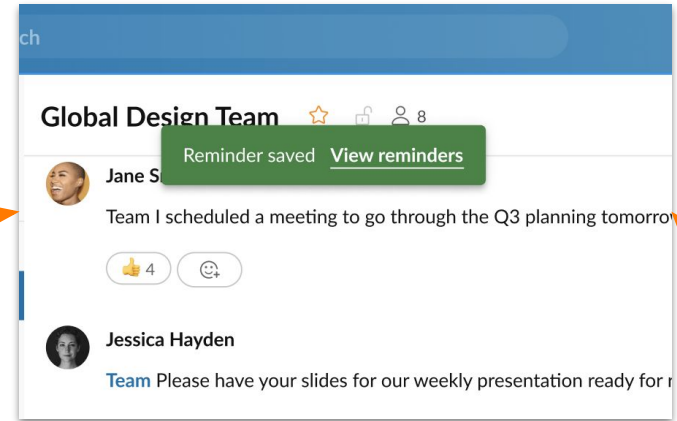 ch
Global Design Team 8
Reminder saved View reminders
Jane
Team I scheduled a meeting to go through the Q3 planning
4
Jessica Hayden
Team Please have your slides for our weekly presentation ready for